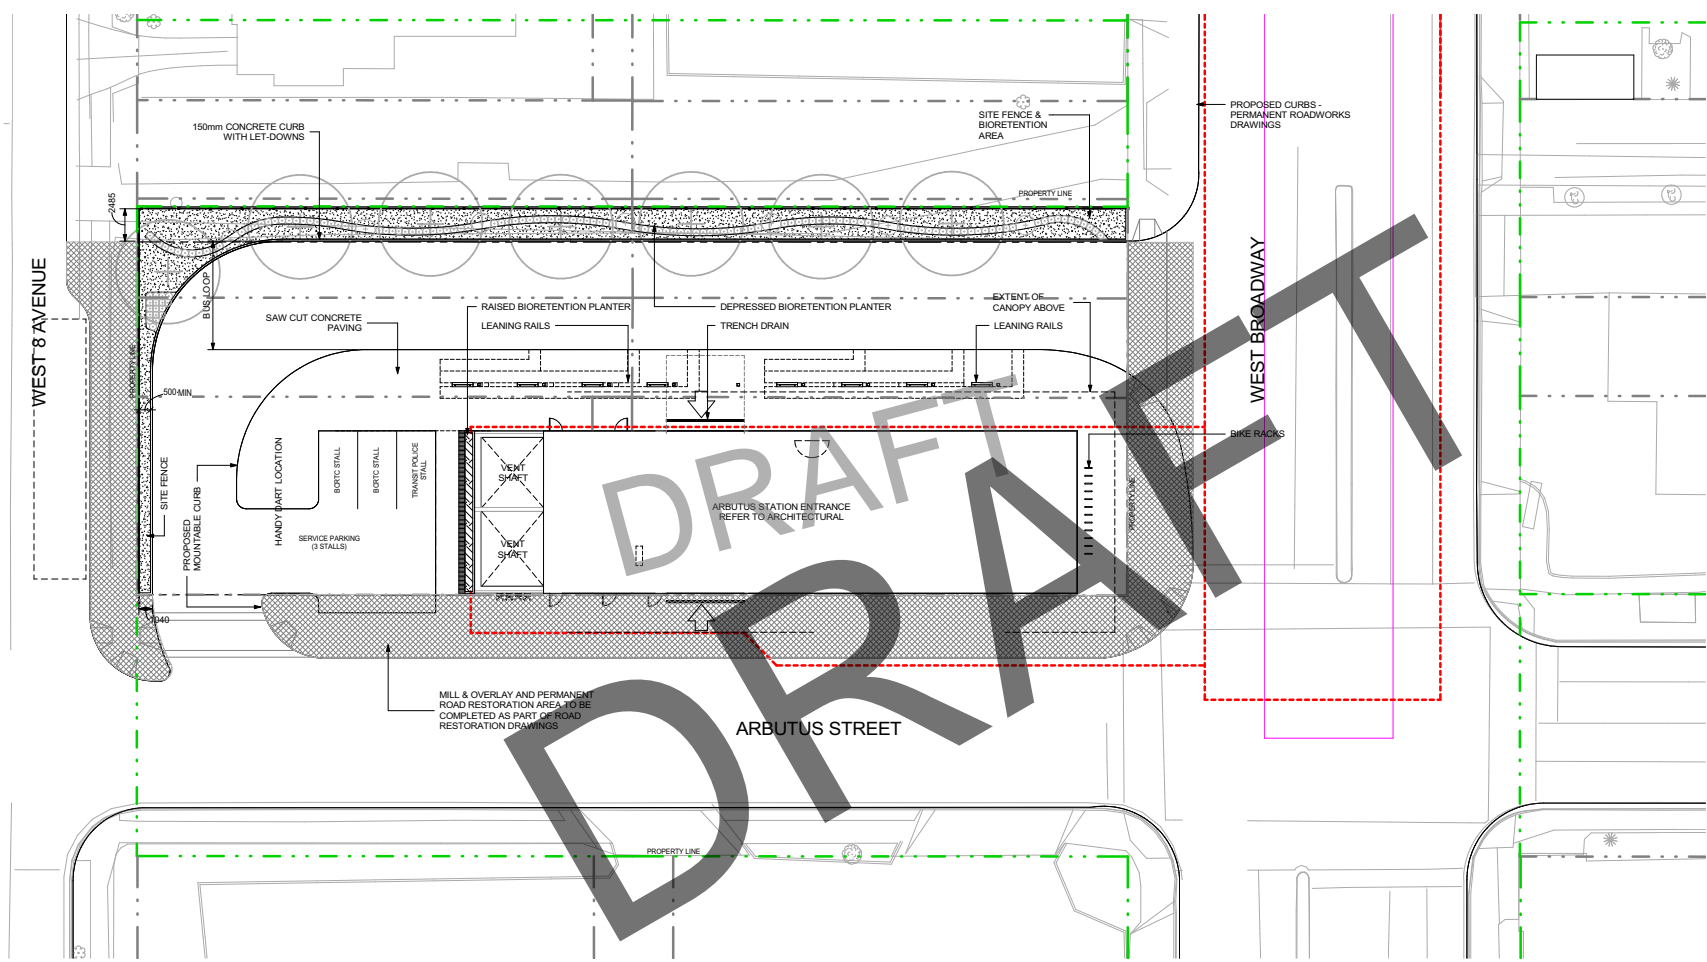 PROPOSED CURBS -
PERMANENT ROADWORKS
DRAWINGS
SITE FENCE &
BIORETENTION
AREA
150mm CONCRETE CURB
WITH LET-DOWNS
PROPERTY LINE
2485
WEST 8 AVENUE
BUS LOOP
SAW CUT CONCRETE
PAVING
RAISED BIORETENTION PLANTER
LEANING RAILS
DEPRESSED BIORETENTION PLANTER
TRENCH DRAIN
EXTENT OF
CANOPY ABOVE
LEANING RAILS
WEST BROADWAY
PROPERTY LINE
500 MIN
BIKE RACKS
SITE FENCE
PROPOSED
MOUNTABLE CURB
HANDY DART LOCATION
BCRTC STALL
BCRTC STALL
TRANSIT POLICE
STALL
SERVICE PARKING
(3 STALLS)
VENT
SHAFT
VENT
SHAFT
ARBUTUS STATION ENTRANCE
REFER TO ARCHITECTURAL
PROPERTY LINE
1040
MILL & OVERLAY AND PERMANENT
ROAD RESTORATION AREA TO BE
COMPLETED AS PART OF ROAD
RESTORATION DRAWINGS
ARBUTUS STREET
PROPERTY LINE
DRAFT
DRAFT